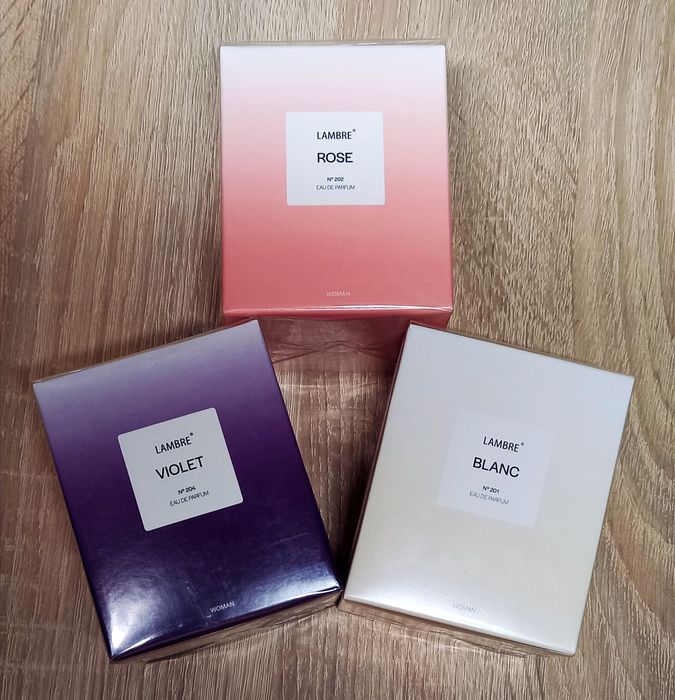 LAMBRE®
ROSE
Nº 202
EAU DE PARFUM
WOMAN
LAMBRE®
VIOLET
Nº 204
EAU DE PARFUM
WOMAN
LAMBRE®
BLANC
Nº 201
EAU DE PARFUM
WOMAN